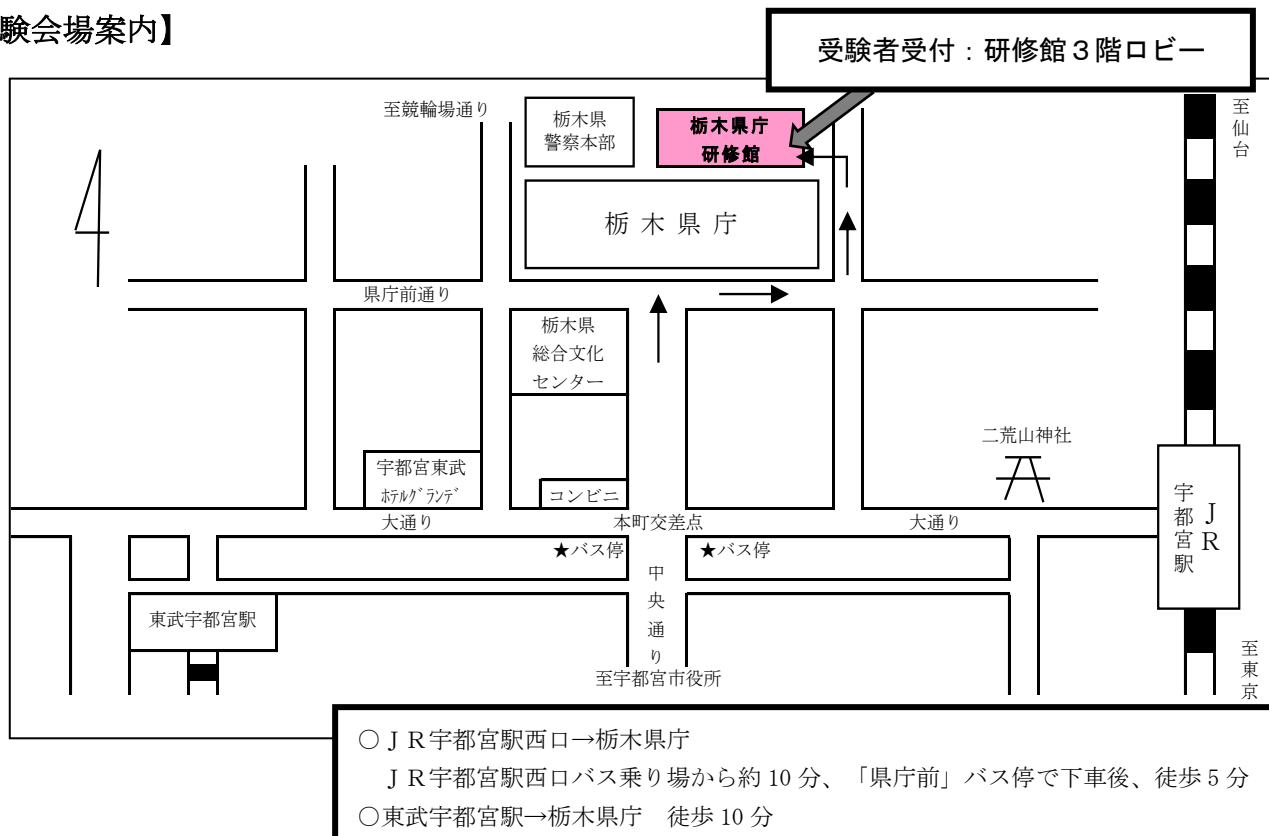 験会場案内】
受験者受付：研修館３階ロビー
至競輪場通り
栃木県
警察本部
栃木県庁
研修館
至仙台
栃木県庁
県庁前通り
栃木県
総合文化
センター
二荒山神社
宇都宮東武
ﾎﾃﾙｸﾞﾗﾝﾃﾞ
コンビニ
大通り
本町交差点
大通り
★バス停
★バス停
ＪＲ
宇都宮駅
中央通り
東武宇都宮駅
至宇都宮市役所
至東京
○ＪＲ宇都宮駅西口→栃木県庁
ＪＲ宇都宮駅西口バス乗り場から約 10 分、「県庁前」バス停で下車後、徒歩 5 分
○東武宇都宮駅→栃木県庁　徒歩 10 分